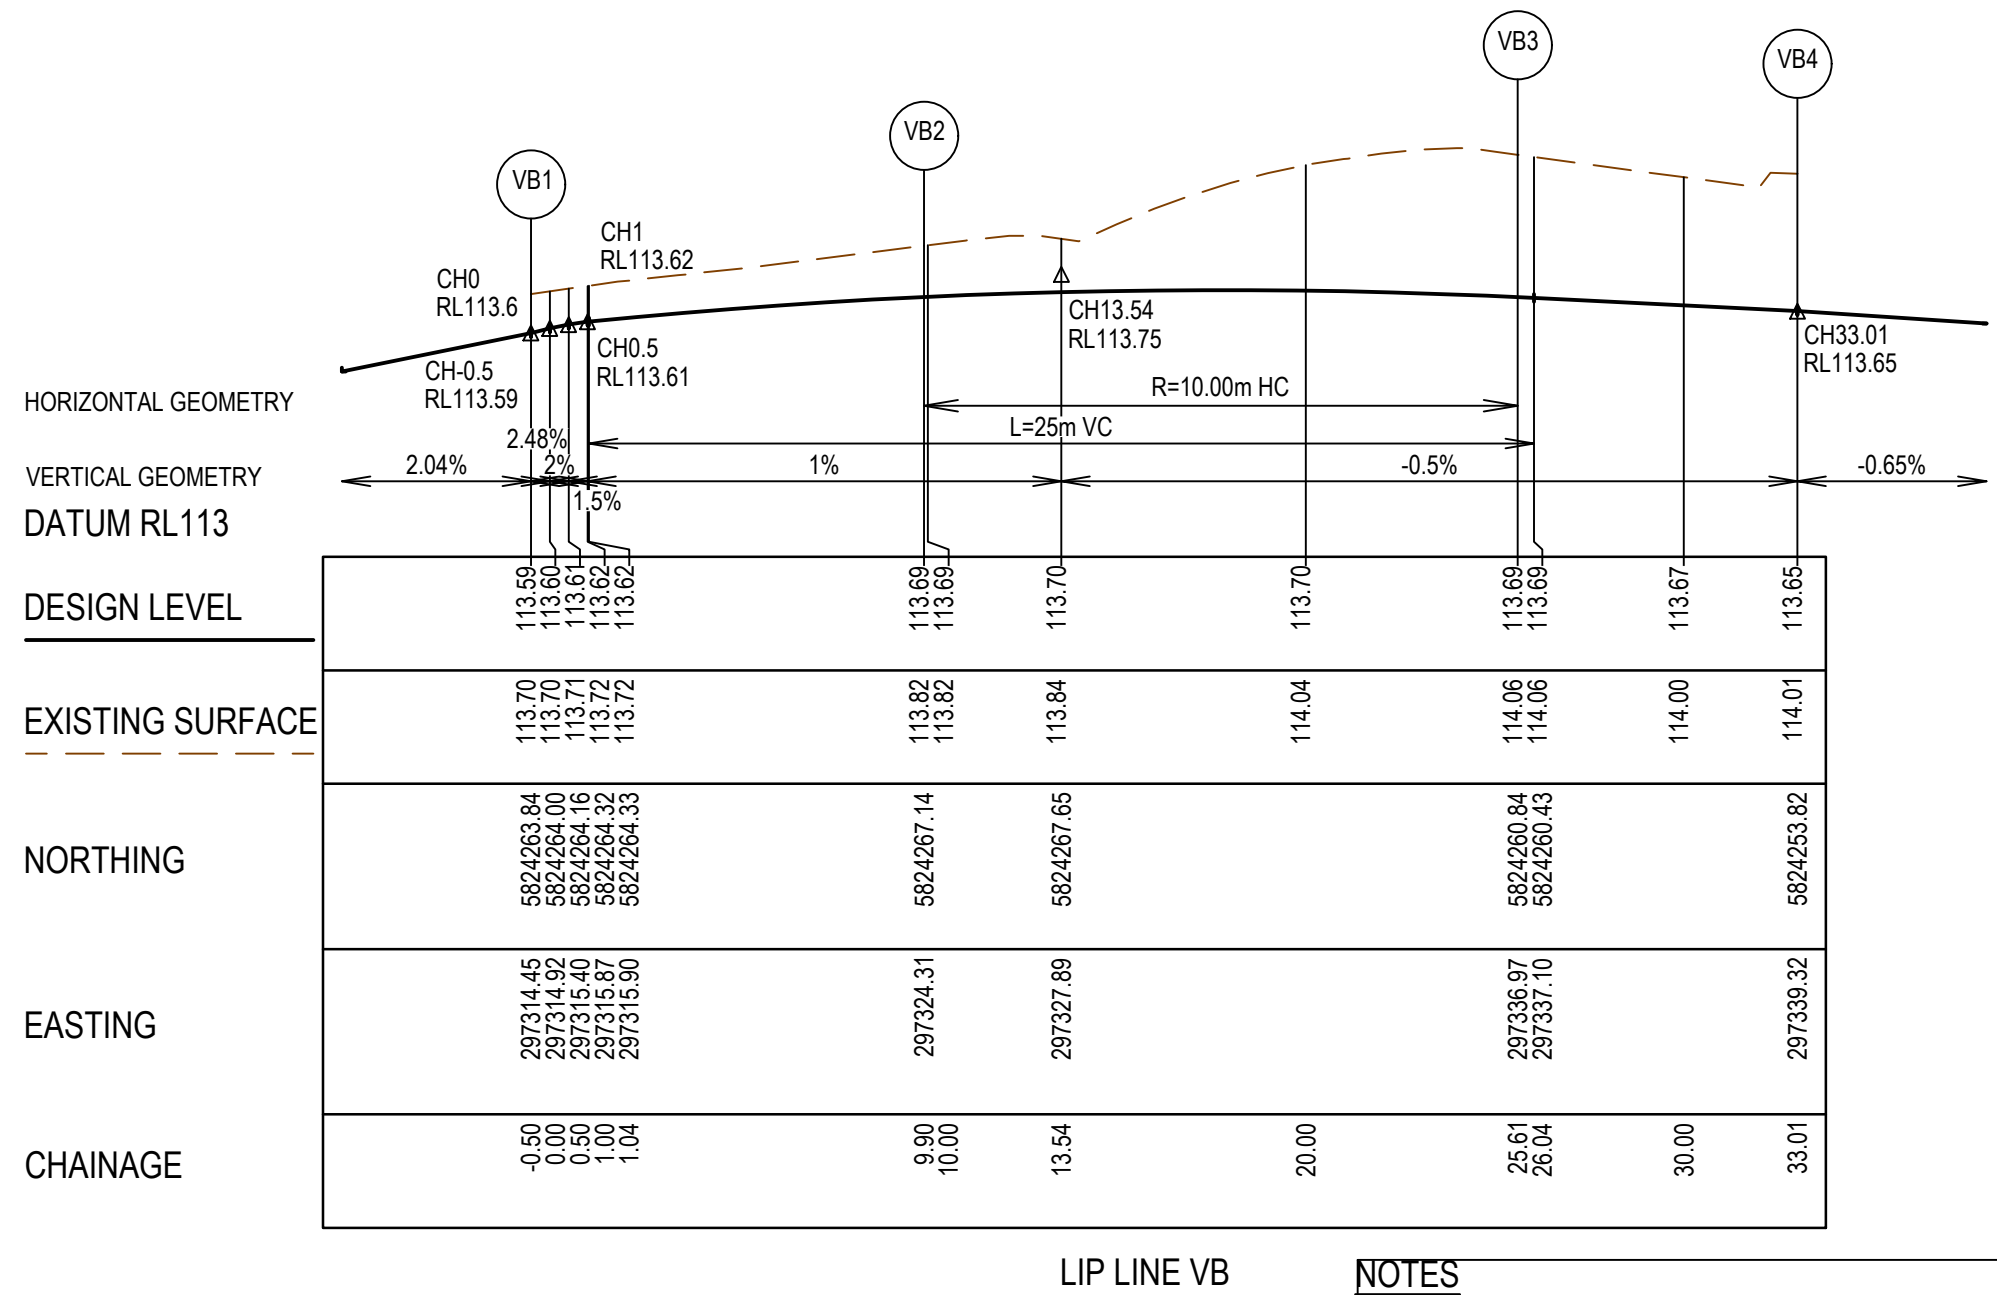 VB3
VB4
VB2
VB1
CH1
RL113.62
CH0
RL113.6
CH13.54
RL113.75
CH33.01
RL113.65
CH0.5
RL113.61
CH-0.5
RL113.59
HORIZONTAL GEOMETRY
R=10.00m HC
L=25m VC
2.48%
VERTICAL GEOMETRY
2.04%
2%
1%
-0.5%
-0.65%
1.5%
DATUM RL113
DESIGN LEVEL
113.59
113.60
113.61
113.62
113.62
113.69
113.69
113.70
113.70
113.69
113.69
113.67
113.65
EXISTING SURFACE
113.70
113.70
113.71
113.72
113.72
113.82
113.82
113.84
114.04
114.06
114.06
114.00
114.01
NORTHING
5824263.84
5824264.00
5824264.16
5824264.32
5824264.33
5824267.14
5824267.65
5824260.84
5824260.43
5824253.82
EASTING
297314.45
297314.92
297315.40
297315.87
297315.90
297324.31
297327.89
297336.97
297337.10
297339.32
CHAINAGE
-0.50
0.00
0.50
1.00
1.04
9.90
10.00
13.54
20.00
25.61
26.04
30.00
33.01
LIP LINE VB
NOTES